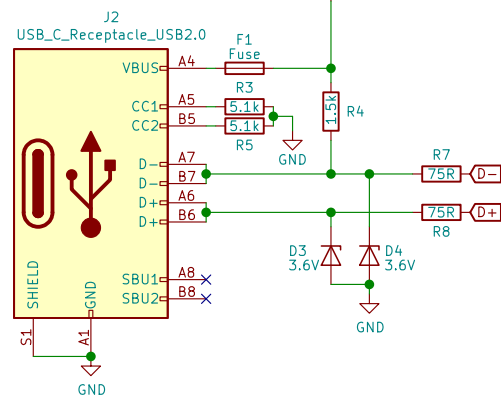 J2
USB_C_Receptacle_USB2.0
VBUS A4
F1
Fuse
CC1 A5
R3
5.1k
CC2 B5
5.1k
R5
GND
1.5k
R4
D- A7
D- B7
D+ A6
D+ B6
R7
75R
D-
75R
D+
R8
D3
3.6V
D4
3.6V
SBU1 A8
SBU2 B8
SHIELD
GND
S1
A1
GND
GND